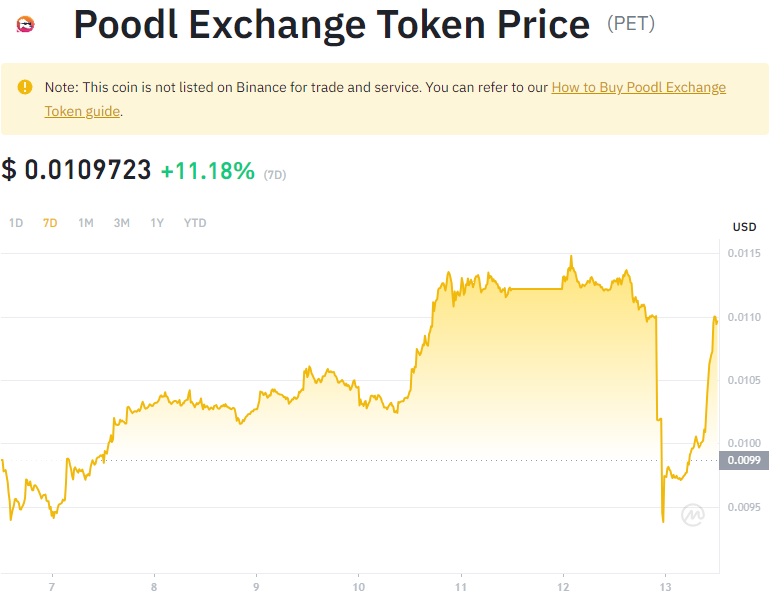 Poodl Exchange Token Price (PET)
Note: This coin is not listed on Binance for trade and service. You can refer to our How to Buy Poodl Exchange
Token guide.
$ 0.0109723 +11.18% (7D)
1D 7D 1M 3M 1Y YTD
USD
0.0115
0.0110
0.0105
0.0100
0.0099
0.0095
7 8 9 10 11 12 13